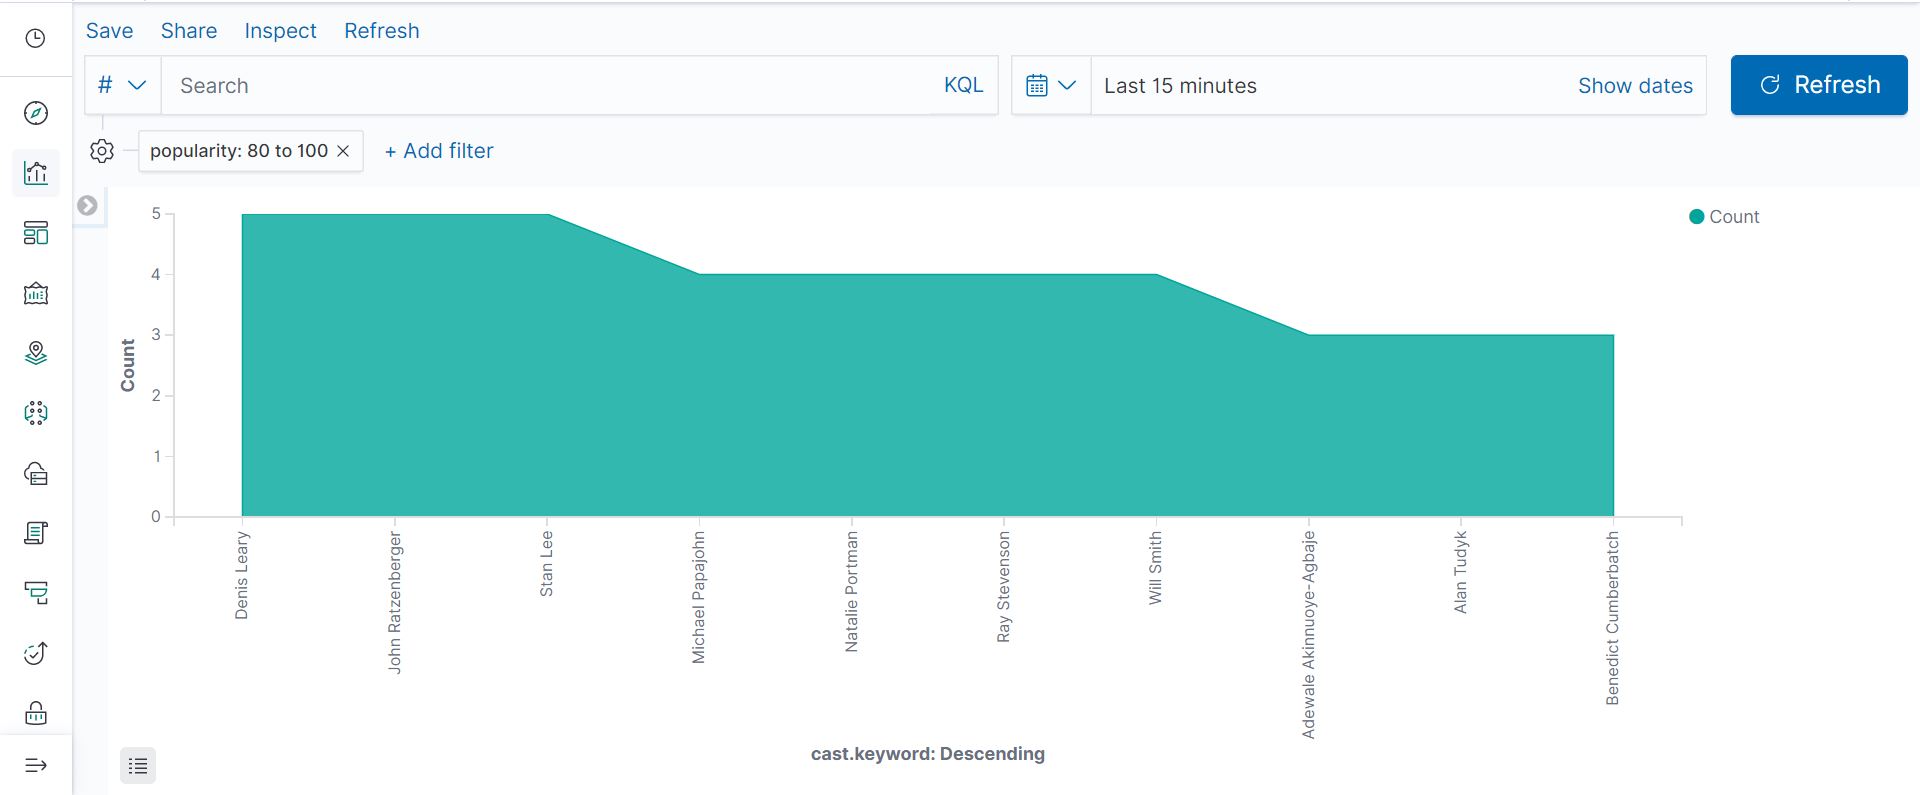 Save Share Inspect Refresh
# Search KQL Last 15 minutes Show dates Refresh
popularity: 80 to 100 × + Add filter
5
4
3
2
1
0
Count
Count
Denis Leary
John Ratzenberger
Stan Lee
Michael Papajohn
Natalie Portman
Ray Stevenson
Will Smith
Adewale Akinnuoye-Agbaje
Alan Tudyk
Benedict Cumberbatch
cast.keyword: Descending